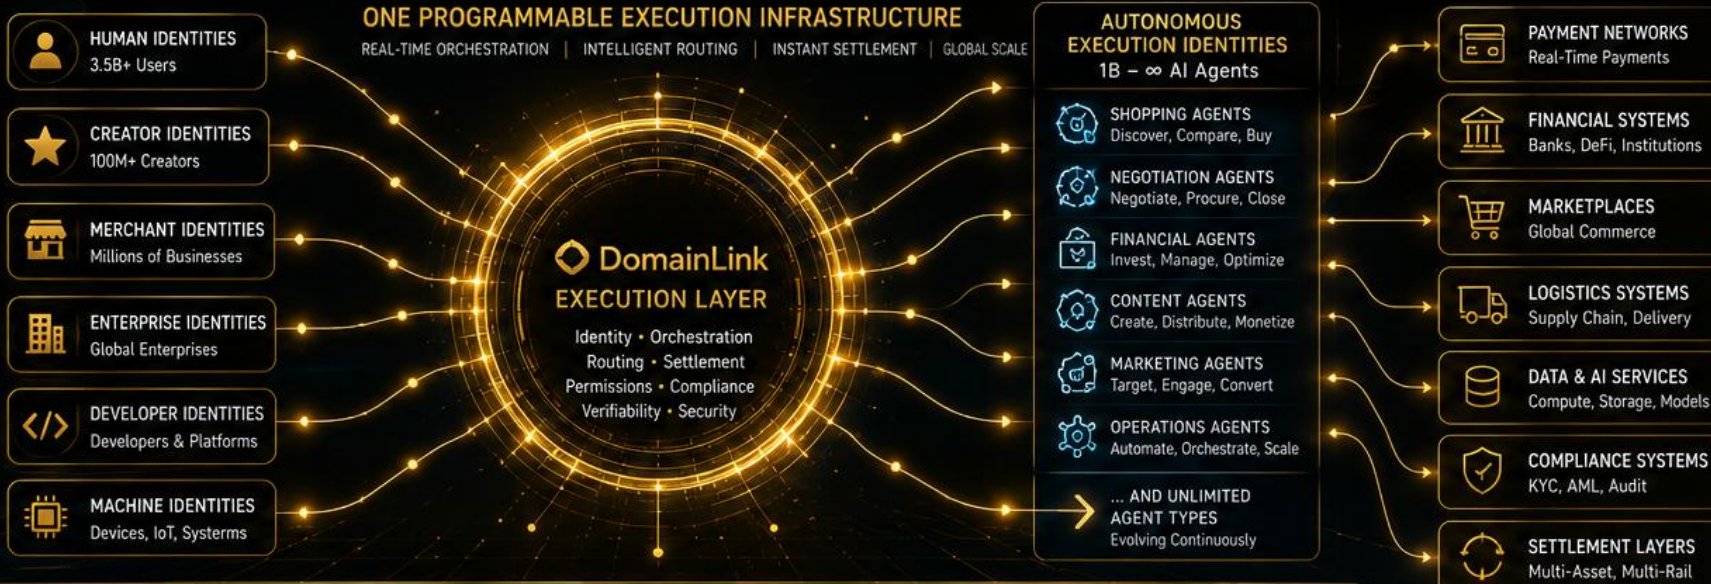 ONE PROGRAMMABLE EXECUTION INFRASTRUCTURE
REAL-TIME ORCHESTRATION | INTELLIGENT ROUTING | INSTANT SETTLEMENT | GLOBAL SCALE
HUMAN IDENTITIES
3.5B+ Users
CREATOR IDENTITIES
100M+ Creators
MERCHANT IDENTITIES
Millions of Businesses
ENTERPRISE IDENTITIES
Global Enterprises
DEVELOPER IDENTITIES
Developers & Platforms
MACHINE IDENTITIES
Devices, IoT, Systerms
DomainLink
EXECUTION LAYER
Identity • Orchestration
Routing • Settlement
Permissions • Compliance
Verifiability • Security
AUTONOMOUS
EXECUTION IDENTITIES
1B – ∞ AI Agents
SHOPPING AGENTS
Discover, Compare, Buy
NEGOTIATION AGENTS
Negotiate, Procure, Close
FINANCIAL AGENTS
Invest, Manage, Optimize
CONTENT AGENTS
Create, Distribute, Monetize
MARKETING AGENTS
Target, Engage, Convert
OPERATIONS AGENTS
Automate, Orchestrate, Scale
... AND UNLIMITED
AGENT TYPES
Evolving Continuously
PAYMENT NETWORKS
Real-Time Payments
FINANCIAL SYSTEMS
Banks, DeFi, Institutions
MARKETPLACES
Global Commerce
LOGISTICS SYSTEMS
Supply Chain, Delivery
DATA & AI SERVICES
Compute, Storage, Models
COMPLIANCE SYSTEMS
KYC, AML, Audit
SETTLEMENT LAYERS
Multi-Asset, Multi-Rail